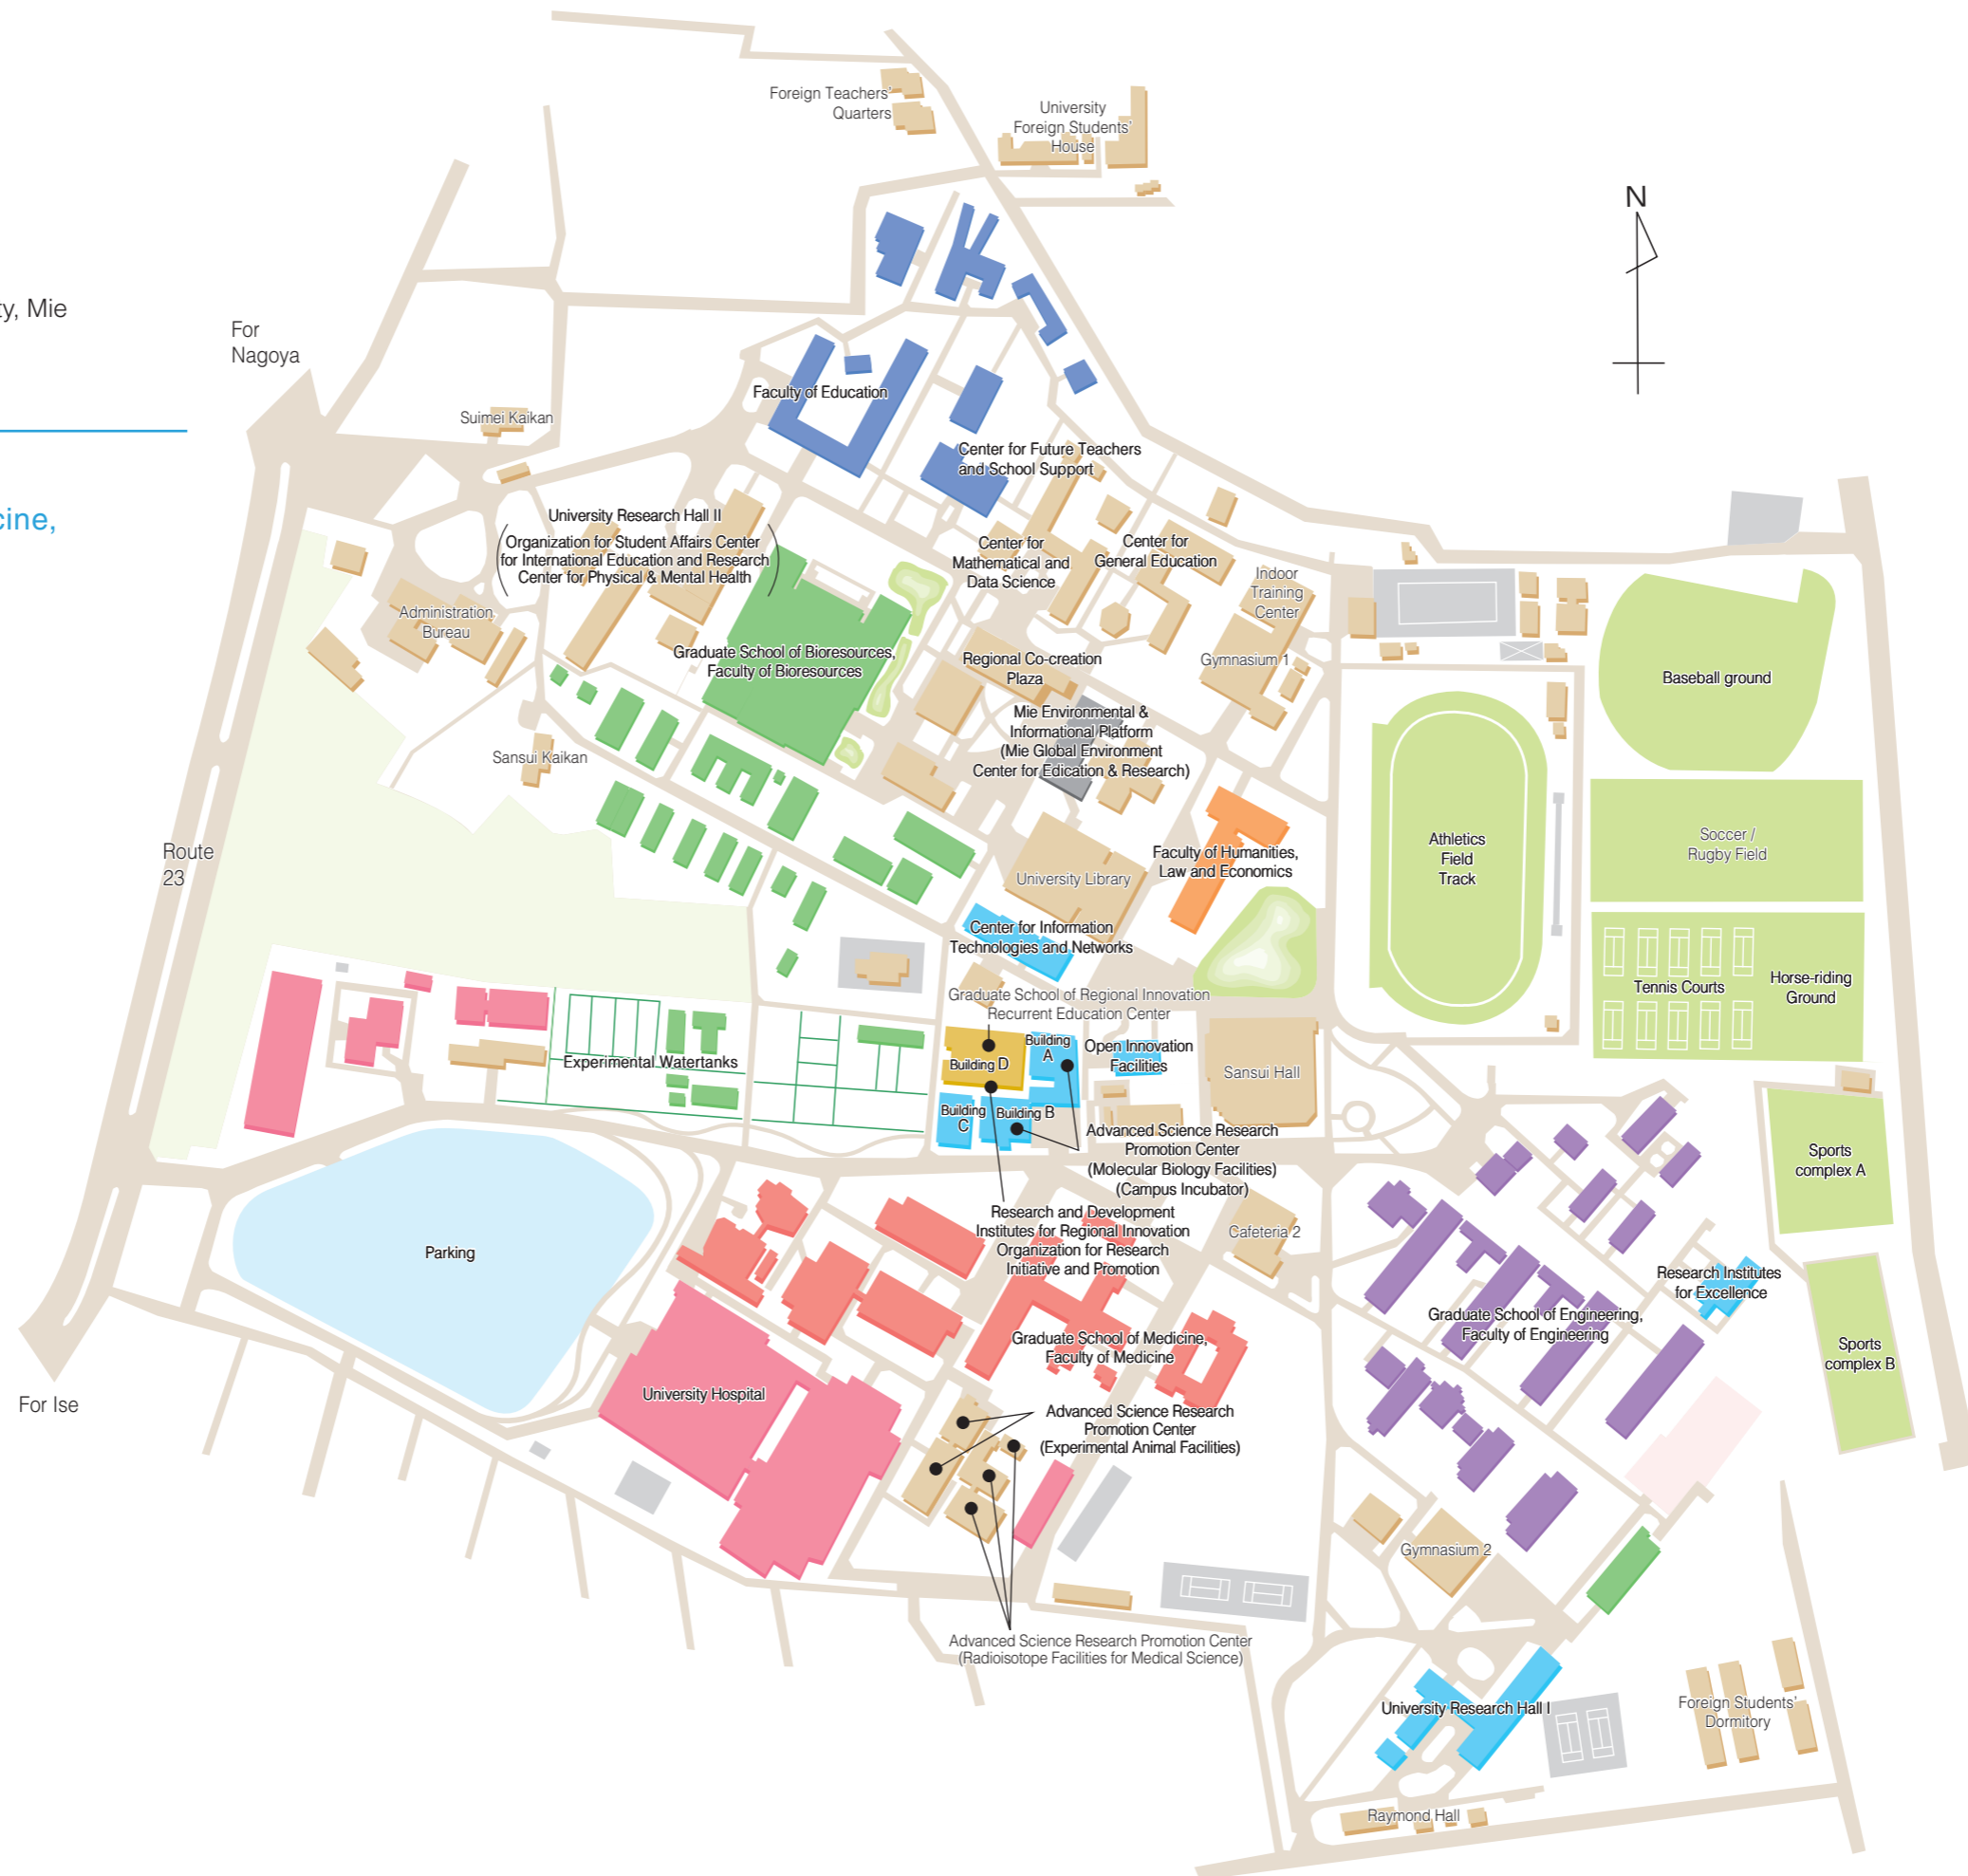 Foreign Teachers'
Quarters
University
Foreign Students'
House
N
ty, Mie
For
Nagoya
cine,
Suimei Kaikan
Faculty of Education
Center for Future Teachers
and School Support
University Research Hall II
Organization for Student Affairs Center
for International Education and Research
Center for Physical & Mental Health
Center for
Mathematical and
Data Science
Center for
General Education
Indoor
Training
Center
Administration
Bureau
Graduate School of Bioresources,
Faculty of Bioresources
Regional Co-creation
Plaza
Gymnasium 1
Baseball ground
Mie Environmental &
Informational Platform
(Mie Global Environment
Center for Edication & Research)
Sansui Kaikan
Route
23
Athletics
Field
Track
Soccer /
Rugby Field
Faculty of Humanities,
Law and Economics
University Library
Center for Information
Technologies and Networks
Tennis Courts
Horse-riding
Ground
Graduate School of Regional Innovation
Recurrent Education Center
Experimental Watertanks
Building D
Building
A
Open Innovation
Facilities
Sansui Hall
Building
C
Building B
Advanced Science Research
Promotion Center
(Molecular Biology Facilities)
(Campus Incubator)
Sports
complex A
Research and Development
Institutes for Regional Innovation
Organization for Research
Initiative and Promotion
Cafeteria 2
Parking
Research Institutes
for Excellence
Graduate School of Engineering,
Faculty of Engineering
Graduate School of Medicine,
Faculty of Medicine
Sports
complex B
University Hospital
For Ise
Advanced Science Research
Promotion Center
(Experimental Animal Facilities)
Gymnasium 2
Advanced Science Research Promotion Center
(Radioisotope Facilities for Medical Science)
University Research Hall I
Foreign Students'
Dormitory
Raymond Hall